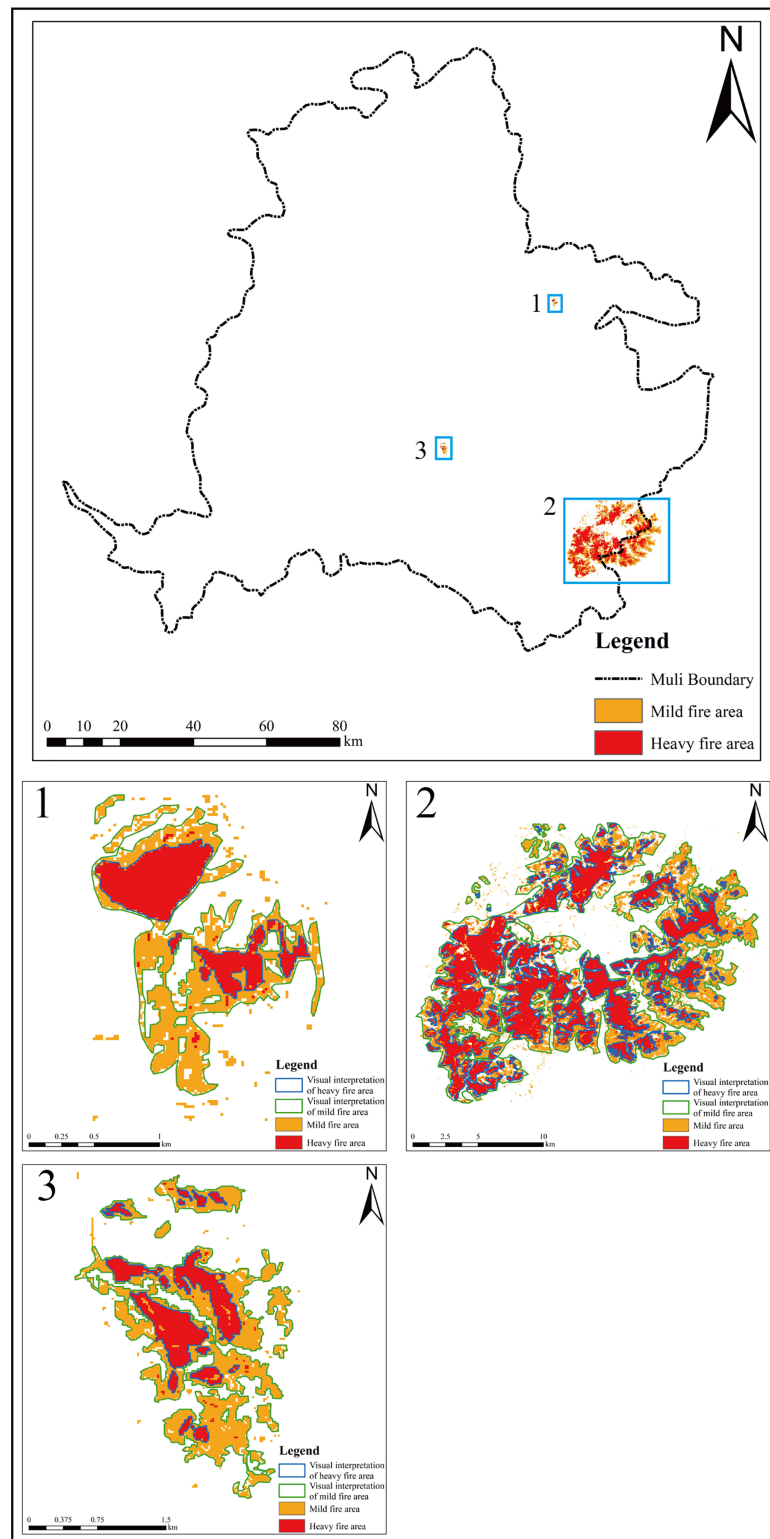 N
1
3
2
Legend
Muli Boundary
Mild fire area
Heavy fire area
0 10 20 40 60 80
km
1
N
Legend
Visual interpretation
of heavy fire area
Visual interpretation
of mild fire area
Mild fire area
Heavy fire area
0 0.25 0.5 1
km
2
N
Legend
Visual interpretation
of heavy fire area
Visual interpretation
of mild fire area
Mild fire area
Heavy fire area
0 2.5 5 10
km
3
N
Legend
Visual interpretation
of heavy fire area
Visual interpretation
of mild fire area
Mild fire area
Heavy fire area
0 0.375 0.75 1.5
km